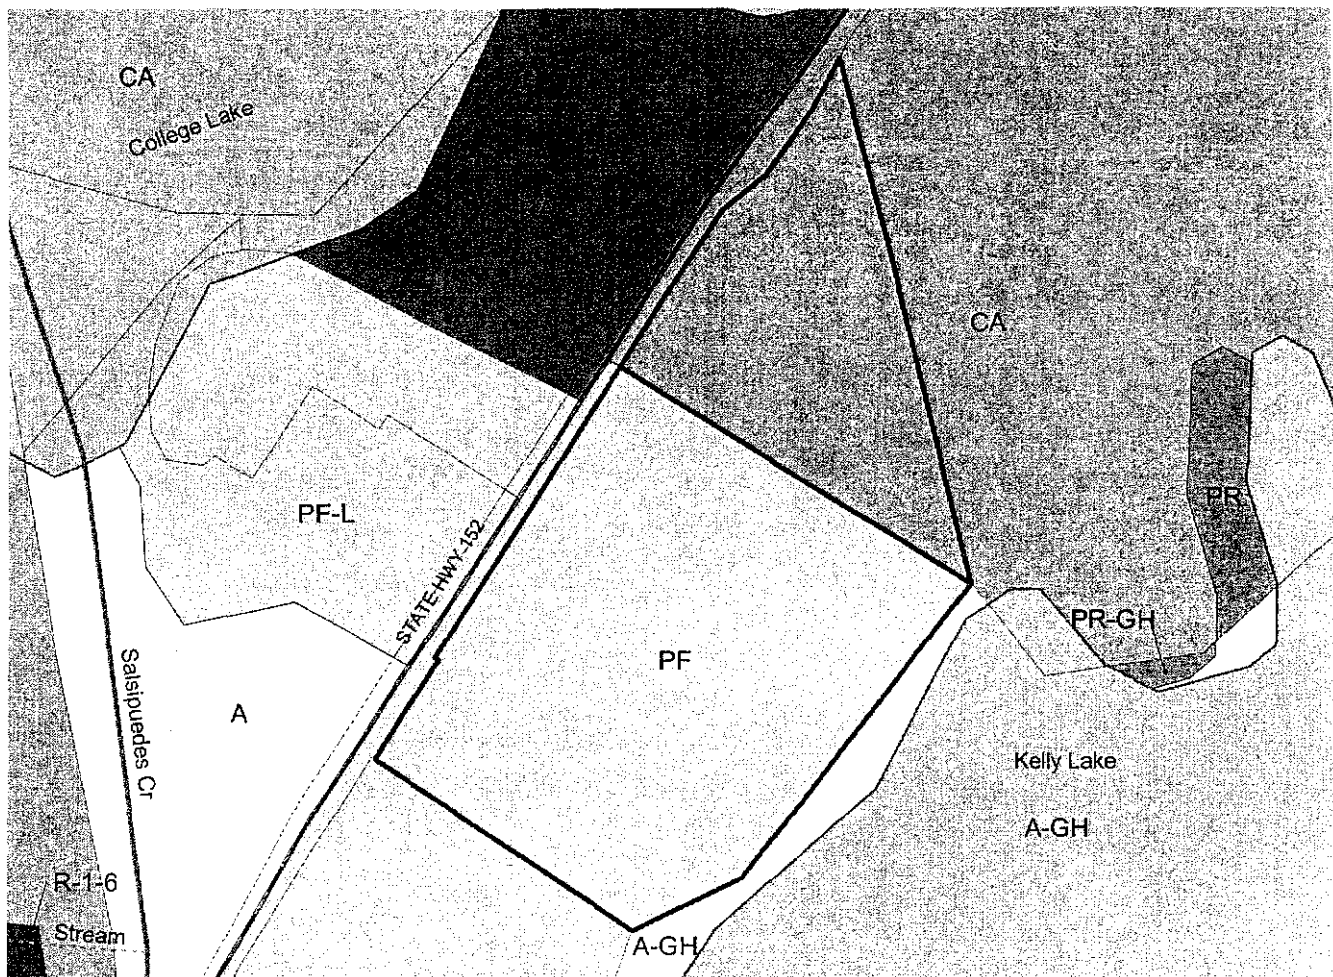 CA
College Lake
CA
PR
PF-L
STATE HWY-152
PR-GH
PF
Salsipuedes Cr
A
Kelly Lake
A-GH
R-1-6
Stream
A-GH